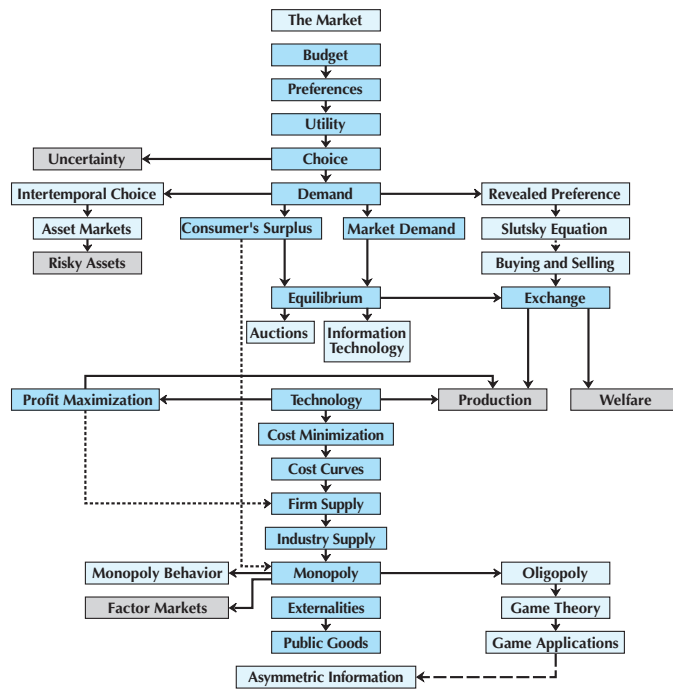 The Market
Budget
Preferences
Utility
Uncertainty
Choice
Intertemporal Choice
Demand
Revealed Preference
Asset Markets
Consumer's Surplus
Market Demand
Slutsky Equation
Risky Assets
Buying and Selling
Equilibrium
Exchange
Auctions
Information
Technology
Profit Maximization
Technology
Production
Welfare
Cost Minimization
Cost Curves
Firm Supply
Industry Supply
Monopoly Behavior
Monopoly
Oligopoly
Factor Markets
Externalities
Game Theory
Public Goods
Game Applications
Asymmetric Information